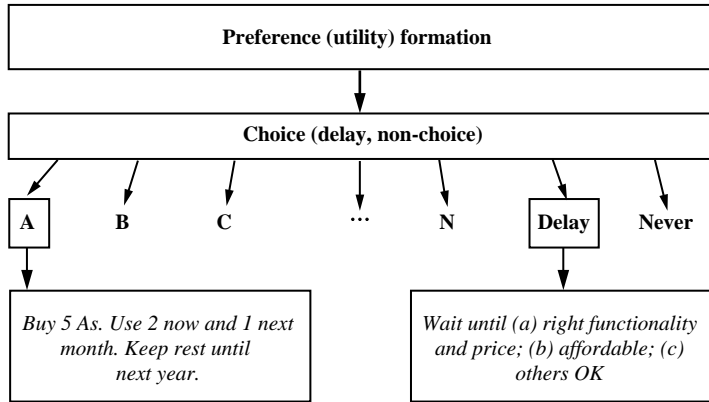 Preference (utility) formation
Choice (delay, non-choice)
A B C … N Delay Never
Buy 5 As. Use 2 now and 1 next
month. Keep rest until
next year.
Wait until (a) right functionality
and price; (b) affordable; (c)
others OK